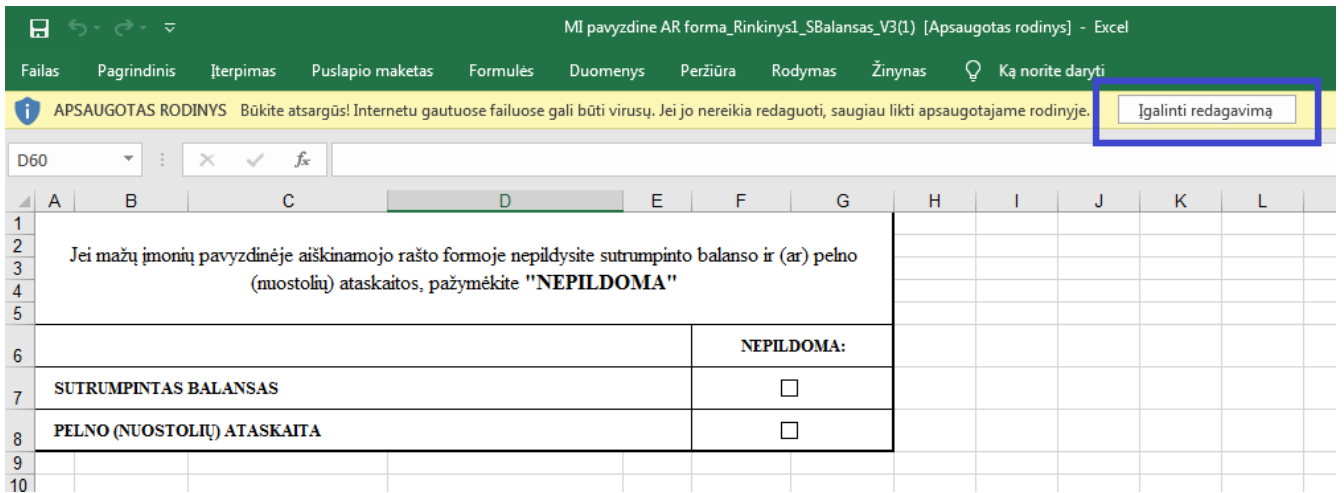 MI pavyzdine AR forma_Rinkinys1_SBalansas_V3(1) [Apsaugotas rodinys] - Excel
Failas Pagrindinis Įterpimas Puslapio maketas Formulės Duomenys Peržiūra Rodymas Žinynas Ką norite daryti
APSAUGOTAS RODINYS Būkite atsargūs! Internetu gautuose failuose gali būti virusų. Jei jo nereikia redaguoti, saugiau likti apsaugotajame rodinyje. Įgalinti redagavimą
D60 fx
A B C D E F G H I J K L
1
2
Jei mažų įmonių pavyzdinėje aiškinamojo rašto formoje nepildysite sutrumpinto balanso ir (ar) pelno
3
(nuostolių) ataskaitos, pažymėkite "NEPILDOMA"
4
5
6 NEPILDOMA:
7 SUTRUMPINTAS BALANSAS
8 PELNO (NUOSTOLIŲ) ATASKAITA
9
10